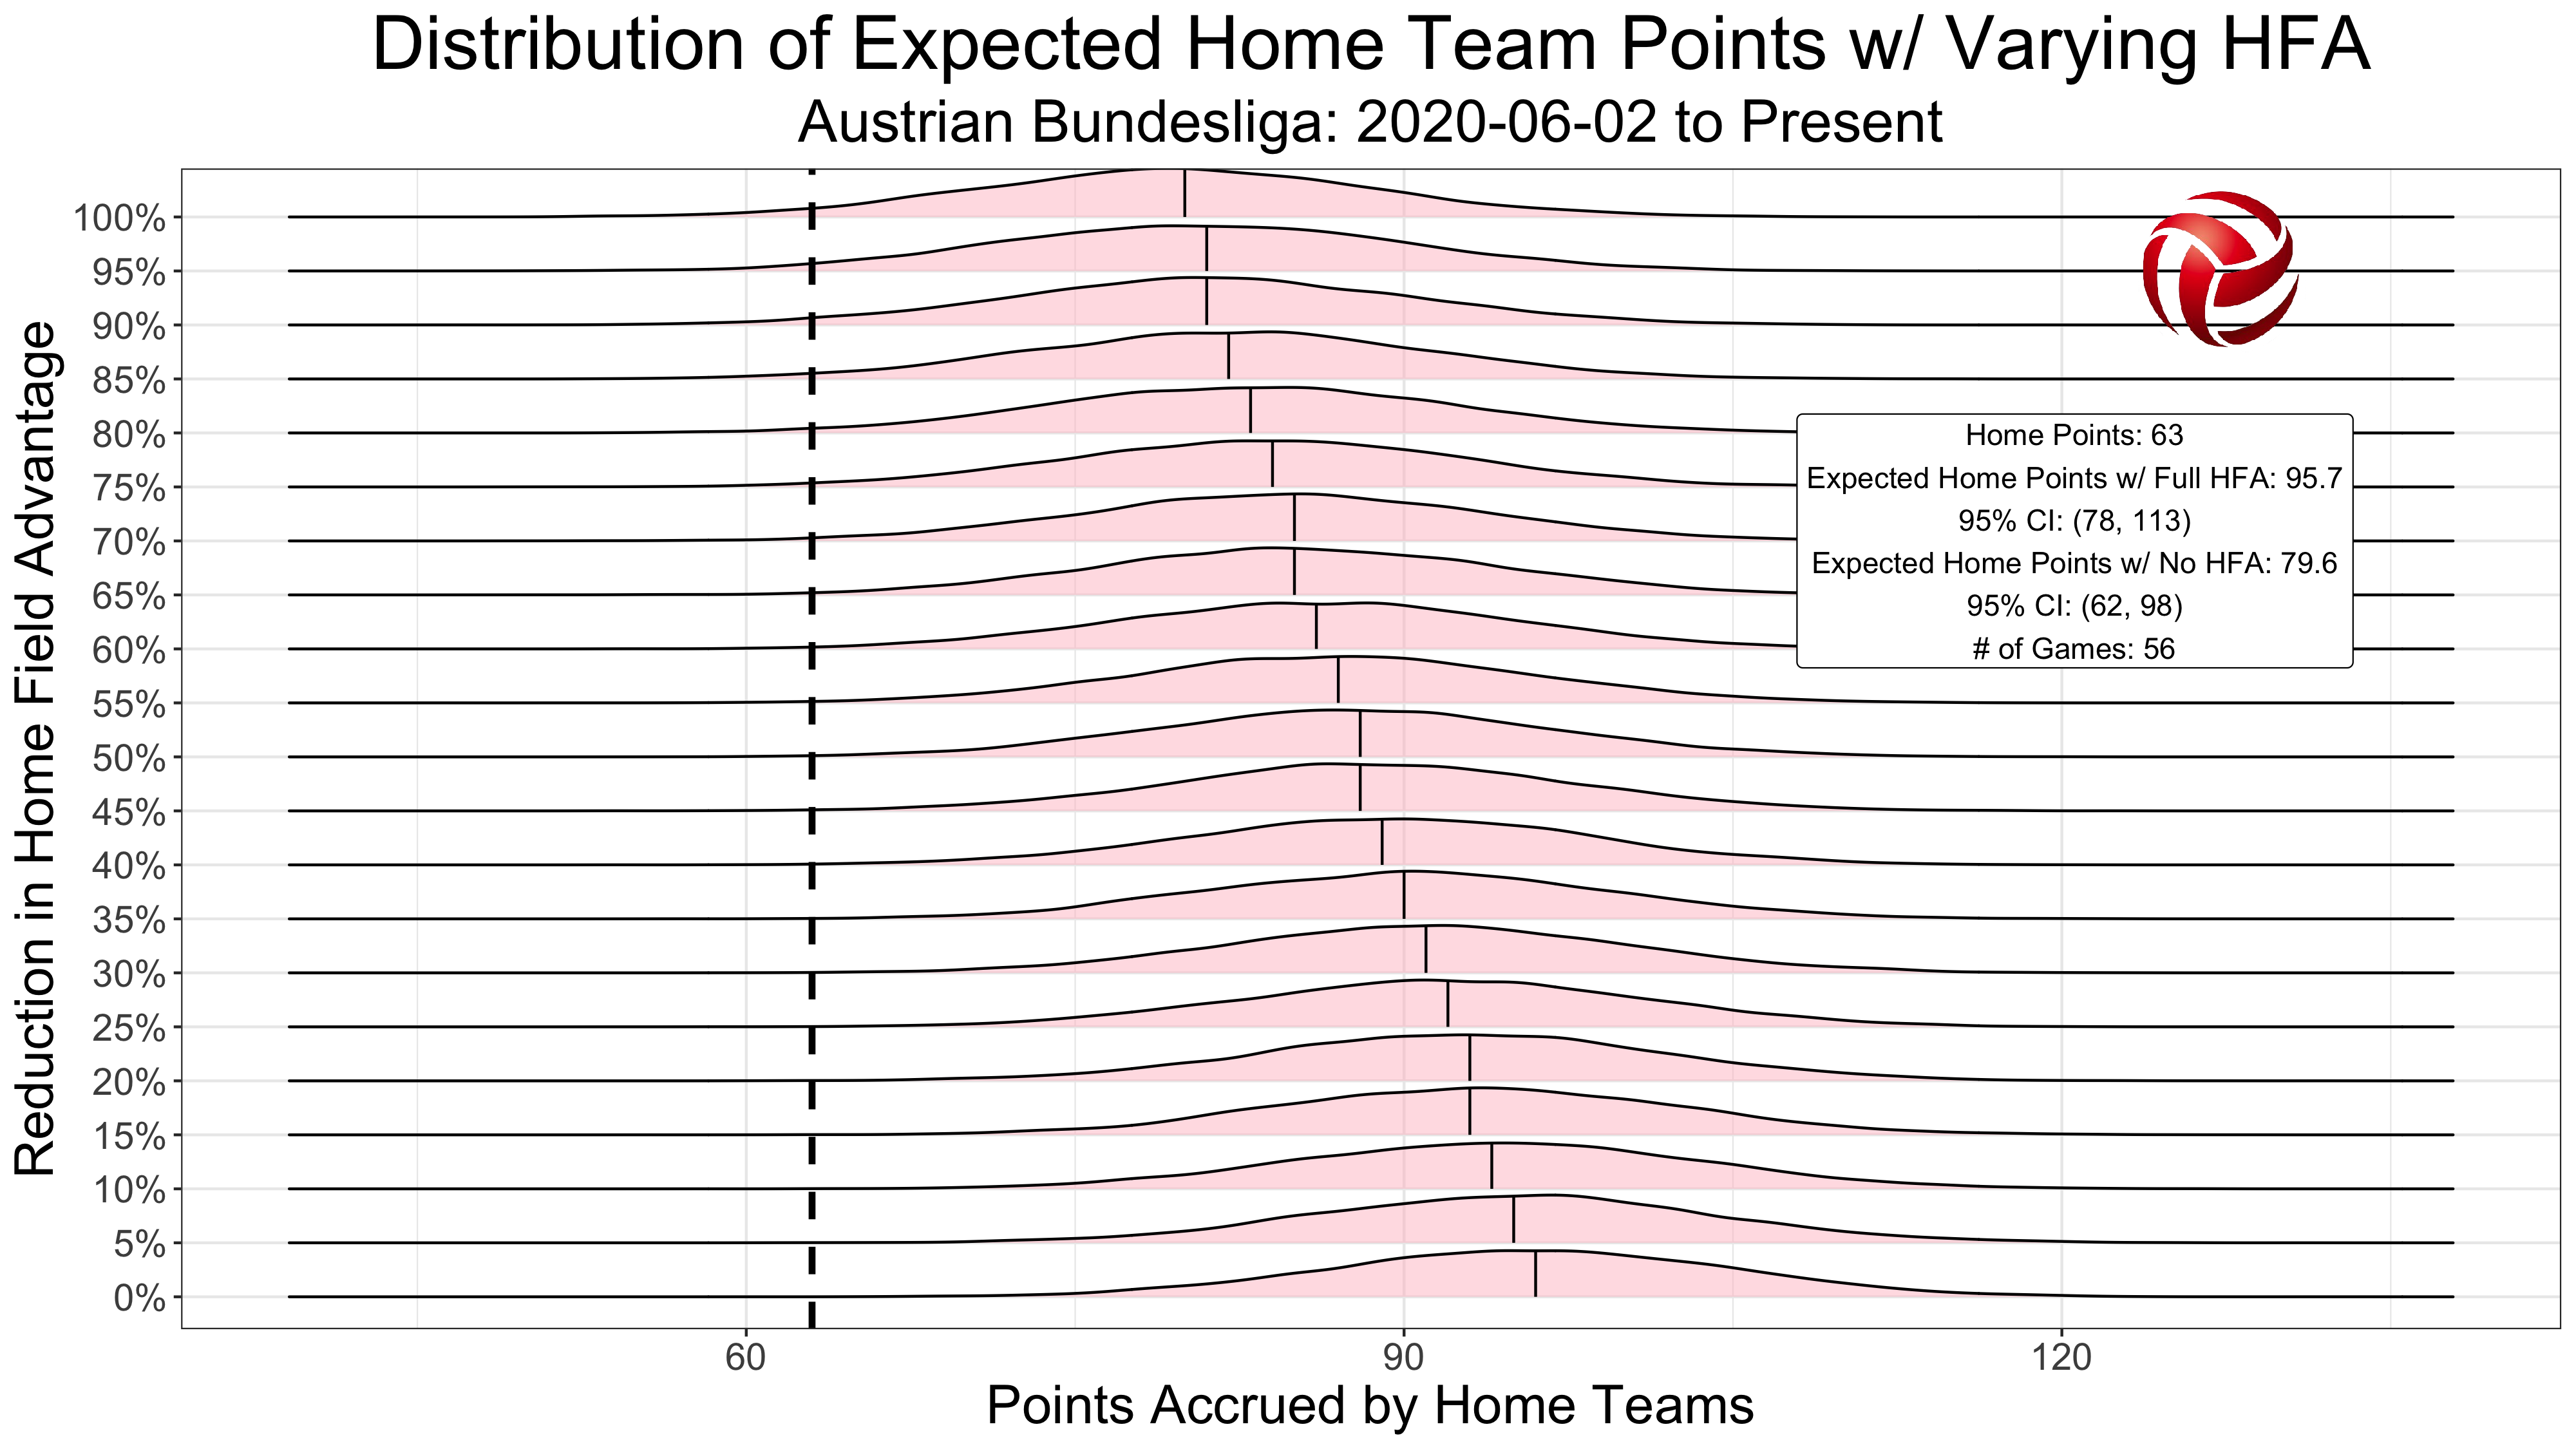 Distribution of Expected Home Team Points w/ Varying HFA
Austrian Bundesliga: 2020-06-02 to Present
Reduction in Home Field Advantage
100%
95%
90%
85%
80%
75%
70%
65%
60%
55%
50%
45%
40%
35%
30%
25%
20%
15%
10%
5%
0%
Home Points: 63
Expected Home Points w/ Full HFA: 95.7
95% CI: (78, 113)
Expected Home Points w/ No HFA: 79.6
95% CI: (62, 98)
# of Games: 56
60
90
120
Points Accrued by Home Teams